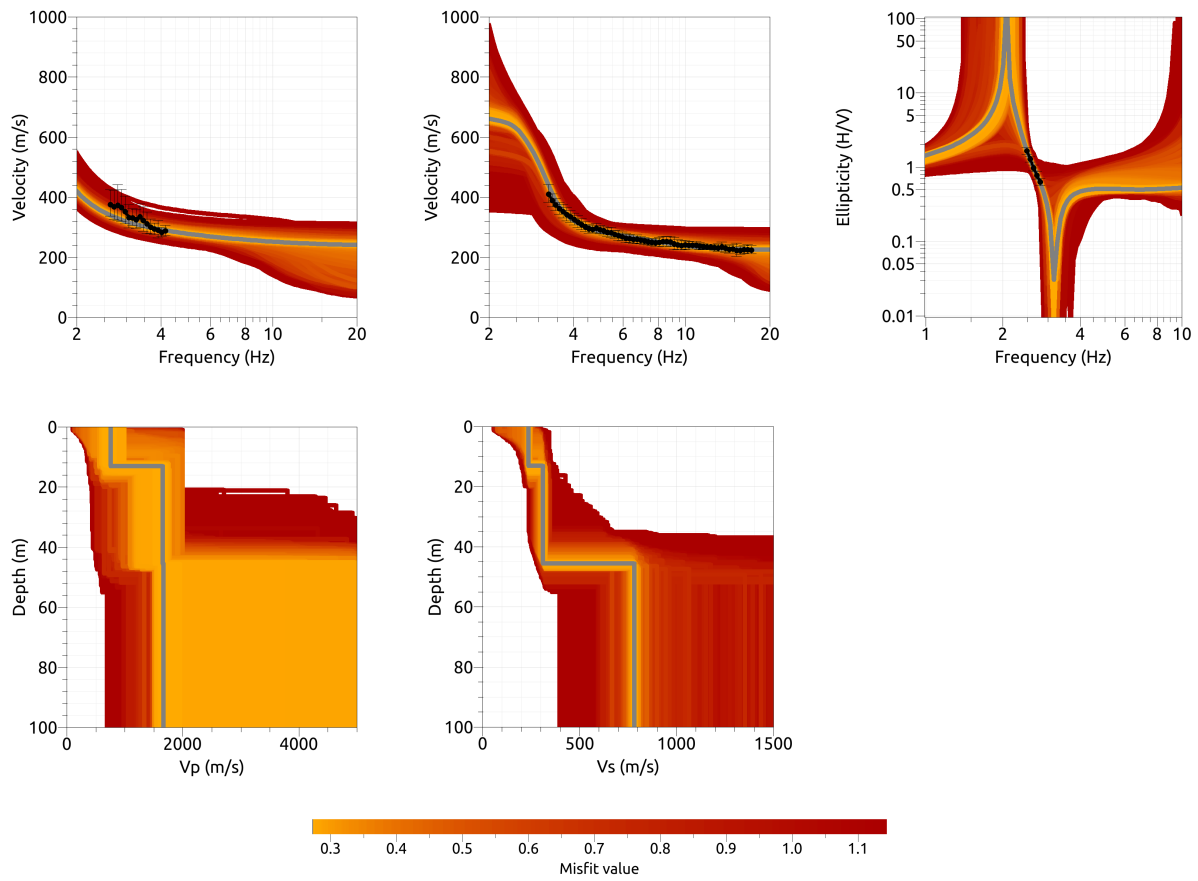 1000
800
600
400
200
0
Velocity (m/s)
2 4 6 8 10 20
Frequency (Hz)
1000
800
600
400
200
0
Velocity (m/s)
2 4 6 8 10 20
Frequency (Hz)
100
50
10
5
1
0.5
0.1
0.05
0.01
Ellipticity (H/V)
1 2 4 6 8 10
Frequency (Hz)
0
20
40
60
80
100
Depth (m)
0 2000 4000
Vp (m/s)
0
20
40
60
80
100
Depth (m)
0 500 1000 1500
Vs (m/s)
0.3 0.4 0.5 0.6 0.7 0.8 0.9 1.0 1.1
Misfit value